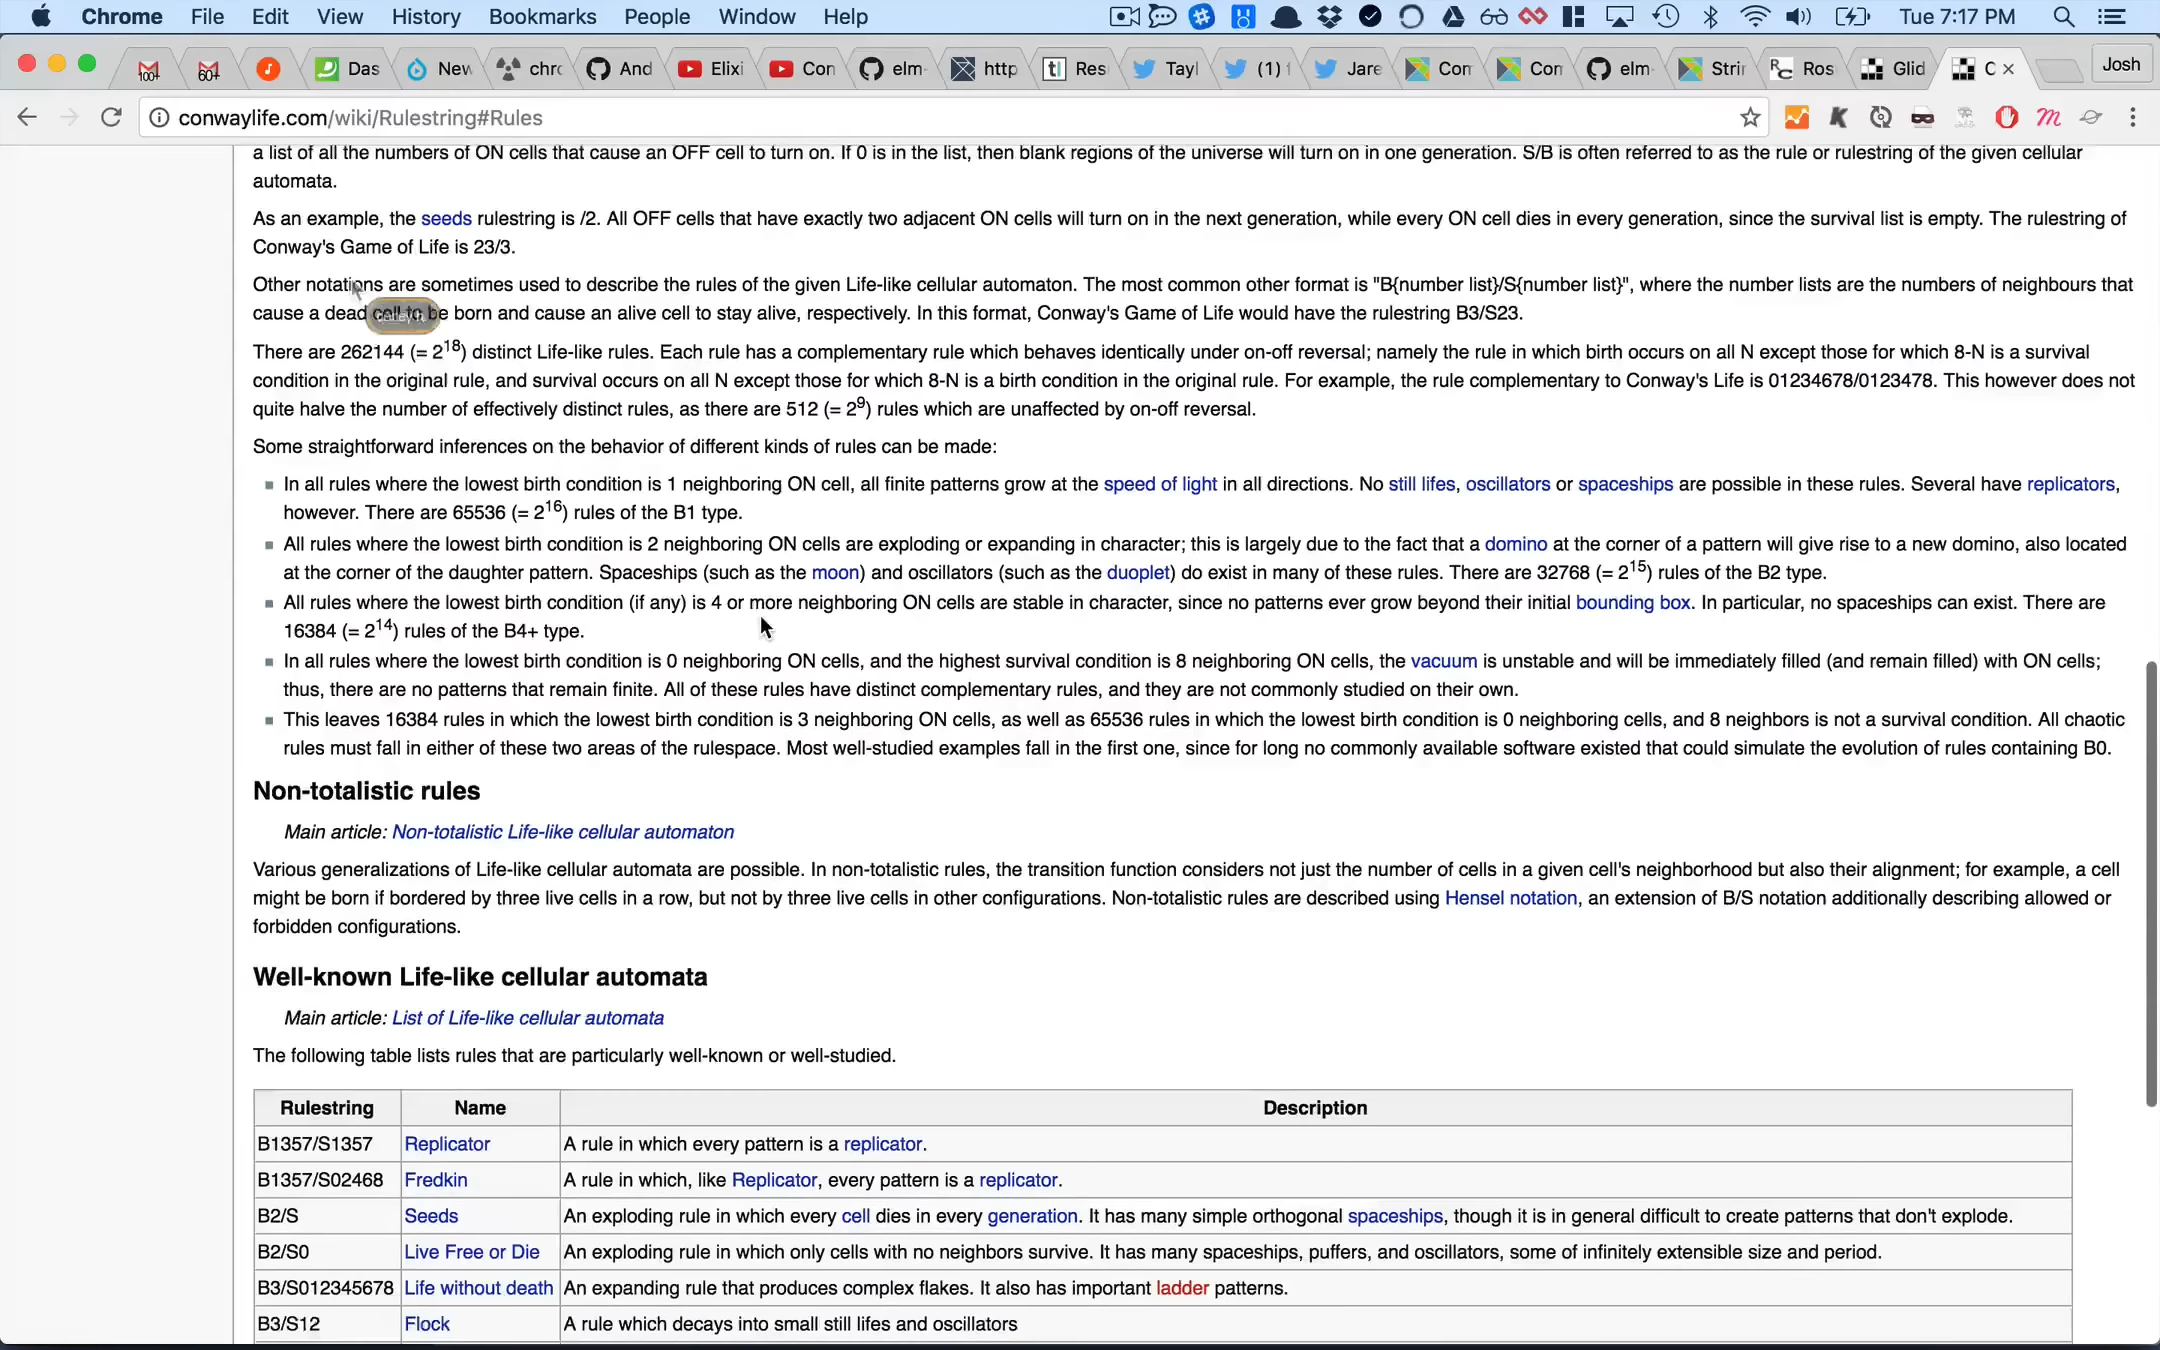 Chrome File Edit View History Bookmarks People Window Help Tue 7:17 PM
100+ 60+ Das New chro And Elixi Con elm- http Res Tayl (1) Jare Con Con elm- Strin Ros Glid C Josh
conwaylife.com/wiki/Rulestring#Rules
a list of all the numbers of ON cells that cause an OFF cell to turn on. If 0 is in the list, then blank regions of the universe will turn on in one generation. S/B is often referred to as the rule or rulestring of the given cellular
automata.
As an example, the seeds rulestring is /2. All OFF cells that have exactly two adjacent ON cells will turn on in the next generation, while every ON cell dies in every generation, since the survival list is empty. The rulestring of
Conway's Game of Life is 23/3.
Other notations are sometimes used to describe the rules of the given Life-like cellular automaton. The most common other format is "B{number list}/S{number list}", where the number lists are the numbers of neighbours that
cause a dead cell to be born and cause an alive cell to stay alive, respectively. In this format, Conway's Game of Life would have the rulestring B3/S23.
There are 262144 (= 2^18) distinct Life-like rules. Each rule has a complementary rule which behaves identically under on-off reversal; namely the rule in which birth occurs on all N except those for which 8-N is a survival
condition in the original rule, and survival occurs on all N except those for which 8-N is a birth condition in the original rule. For example, the rule complementary to Conway's Life is 01234678/0123478. This however does not
quite halve the number of effectively distinct rules, as there are 512 (= 2^9) rules which are unaffected by on-off reversal.
Some straightforward inferences on the behavior of different kinds of rules can be made:
In all rules where the lowest birth condition is 1 neighboring ON cell, all finite patterns grow at the speed of light in all directions. No still lifes, oscillators or spaceships are possible in these rules. Several have replicators,
however. There are 65536 (= 2^16) rules of the B1 type.
All rules where the lowest birth condition is 2 neighboring ON cells are exploding or expanding in character; this is largely due to the fact that a domino at the corner of a pattern will give rise to a new domino, also located
at the corner of the daughter pattern. Spaceships (such as the moon) and oscillators (such as the duoplet) do exist in many of these rules. There are 32768 (= 2^15) rules of the B2 type.
All rules where the lowest birth condition (if any) is 4 or more neighboring ON cells are stable in character, since no patterns ever grow beyond their initial bounding box. In particular, no spaceships can exist. There are
16384 (= 2^14) rules of the B4+ type.
In all rules where the lowest birth condition is 0 neighboring ON cells, and the highest survival condition is 8 neighboring ON cells, the vacuum is unstable and will be immediately filled (and remain filled) with ON cells;
thus, there are no patterns that remain finite. All of these rules have distinct complementary rules, and they are not commonly studied on their own.
This leaves 16384 rules in which the lowest birth condition is 3 neighboring ON cells, as well as 65536 rules in which the lowest birth condition is 0 neighboring cells, and 8 neighbors is not a survival condition. All chaotic
rules must fall in either of these two areas of the rulespace. Most well-studied examples fall in the first one, since for long no commonly available software existed that could simulate the evolution of rules containing B0.
Non-totalistic rules
Main article: Non-totalistic Life-like cellular automaton
Various generalizations of Life-like cellular automata are possible. In non-totalistic rules, the transition function considers not just the number of cells in a given cell's neighborhood but also their alignment; for example, a cell
might be born if bordered by three live cells in a row, but not by three live cells in other configurations. Non-totalistic rules are described using Hensel notation, an extension of B/S notation additionally describing allowed or
forbidden configurations.
Well-known Life-like cellular automata
Main article: List of Life-like cellular automata
The following table lists rules that are particularly well-known or well-studied.
Rulestring Name Description
B1357/S1357 Replicator A rule in which every pattern is a replicator.
B1357/S02468 Fredkin A rule in which, like Replicator, every pattern is a replicator.
B2/S Seeds An exploding rule in which every cell dies in every generation. It has many simple orthogonal spaceships, though it is in general difficult to create patterns that don't explode.
B2/S0 Live Free or Die An exploding rule in which only cells with no neighbors survive. It has many spaceships, puffers, and oscillators, some of infinitely extensible size and period.
B3/S012345678 Life without death An expanding rule that produces complex flakes. It also has important ladder patterns.
B3/S12 Flock A rule which decays into small still lifes and oscillators